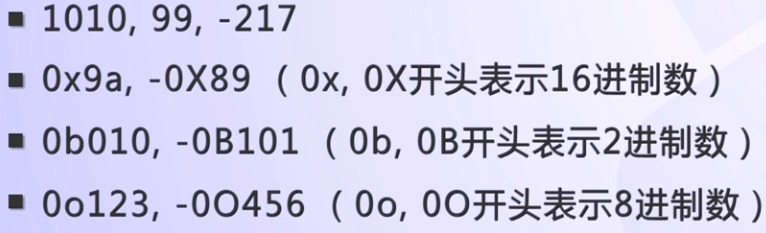 ■ 1010, 99, -217
■ 0x9a, -0X89 (0x, 0X开头表示16进制数)
■ 0b010, -0B101 (0b, 0B开头表示2进制数)
■ 0o123, -0O456 (0o, 0O开头表示8进制数)